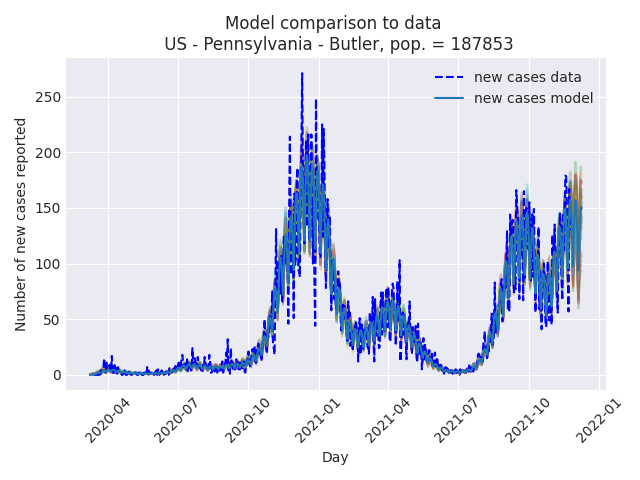 Model comparison to data
US - Pennsylvania - Butler, pop. = 187853
new cases data
new cases model
Number of new cases reported
250
200
150
100
50
0
2020-04
2020-07
2020-10
2021-01
2021-04
2021-07
2021-10
2022-01
Day